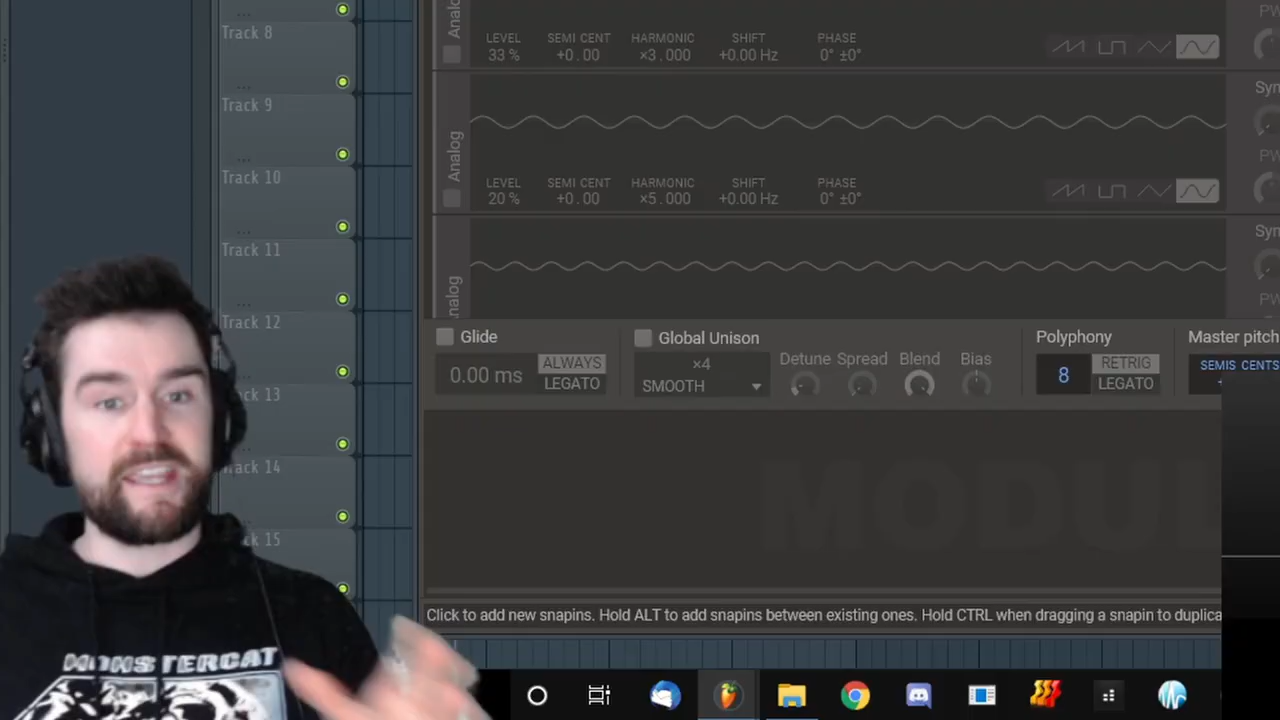 Track 8
LEVEL SEMI CENT HARMONIC SHIFT PHASE
33 % +0.00 ×3.000 +0.00 Hz 0° ±0°
Track 9
Analog
Track 10
LEVEL SEMI CENT HARMONIC SHIFT PHASE
20 % +0.00 ×5.000 +0.00 Hz 0° ±0°
Track 11
Track 12
Glide Global Unison Polyphony Master pitch
0.00 ms ALWAYS ×4 Detune Spread Blend Bias 8 RETRIG SEMIS CENTS
LEGATO SMOOTH LEGATO
13
14
15
Click to add new snapins. Hold ALT to add snapins between existing ones. Hold CTRL when dragging a snapin to duplica
MONSTERCAT